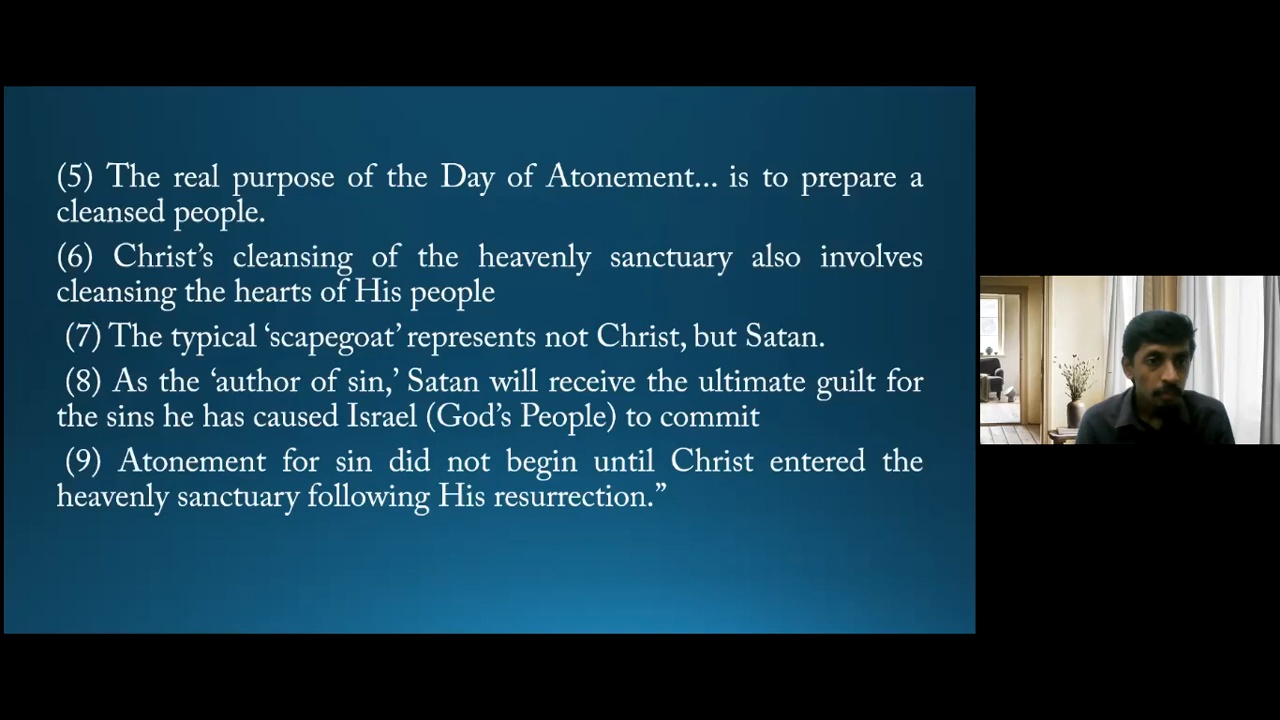 (5) The real purpose of the Day of Atonement... is to prepare a
cleansed people.
(6) Christ’s cleansing of the heavenly sanctuary also involves
cleansing the hearts of His people
(7) The typical ‘scapegoat’ represents not Christ, but Satan.
(8) As the ‘author of sin,’ Satan will receive the ultimate guilt for
the sins he has caused Israel (God’s People) to commit
(9) Atonement for sin did not begin until Christ entered the
heavenly sanctuary following His resurrection.”